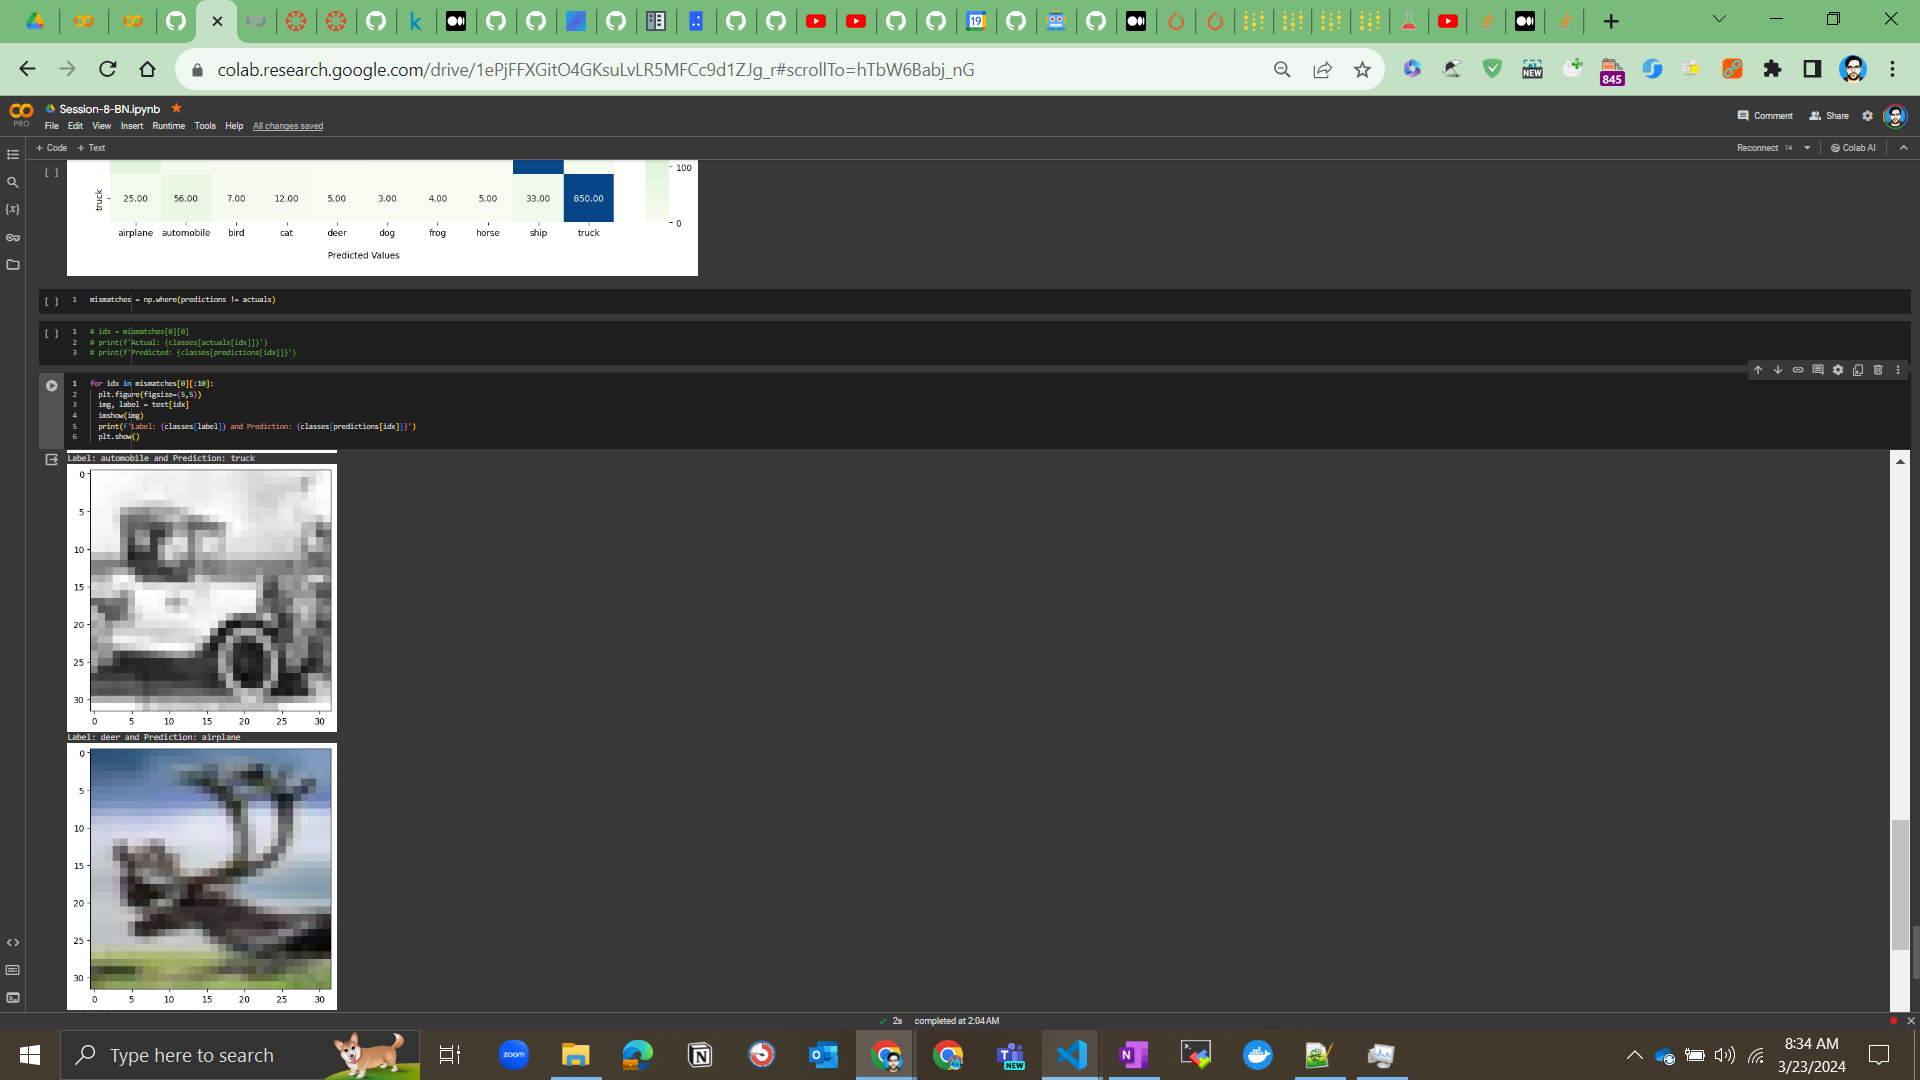 colab.research.google.com/drive/1ePjFFXGitO4GKsuLvLR5MFCc9d1ZJg_r#scrollTo=hTbW6Babj_nG
NEW
845
PRO
Session-8-BN.ipynb
Comment
Share
File Edit View Insert Runtime Tools Help All changes saved
+ Code + Text
Reconnect T4
Colab AI
[ ]
100
truck
25.00 56.00 7.00 12.00 5.00 3.00 4.00 5.00 33.00 850.00
0
airplane automobile bird cat deer dog frog horse ship truck
Predicted Values
[ ] 1 mismatches = np.where(predictions != actuals)
[ ] 1 # idx = mismatches[0][0]
2 # print(f'Actual: {classes[actuals[idx]]}')
3 # print(f'Predicted: {classes[predictions[idx]]}')
1 for idx in mismatches[0][:10]:
2 plt.figure(figsize=(5,5))
3 img, label = test[idx]
4 imshow(img)
5 print(f'Label: {classes[label]} and Prediction: {classes[predictions[idx]]}')
6 plt.show()
Label: automobile and Prediction: truck
0
5
10
15
20
25
30
0 5 10 15 20 25 30
Label: deer and Prediction: airplane
0
5
10
15
20
25
30
0 5 10 15 20 25 30
2s completed at 2:04 AM
Type here to search
zoom
NEW
8:34 AM
3/23/2024